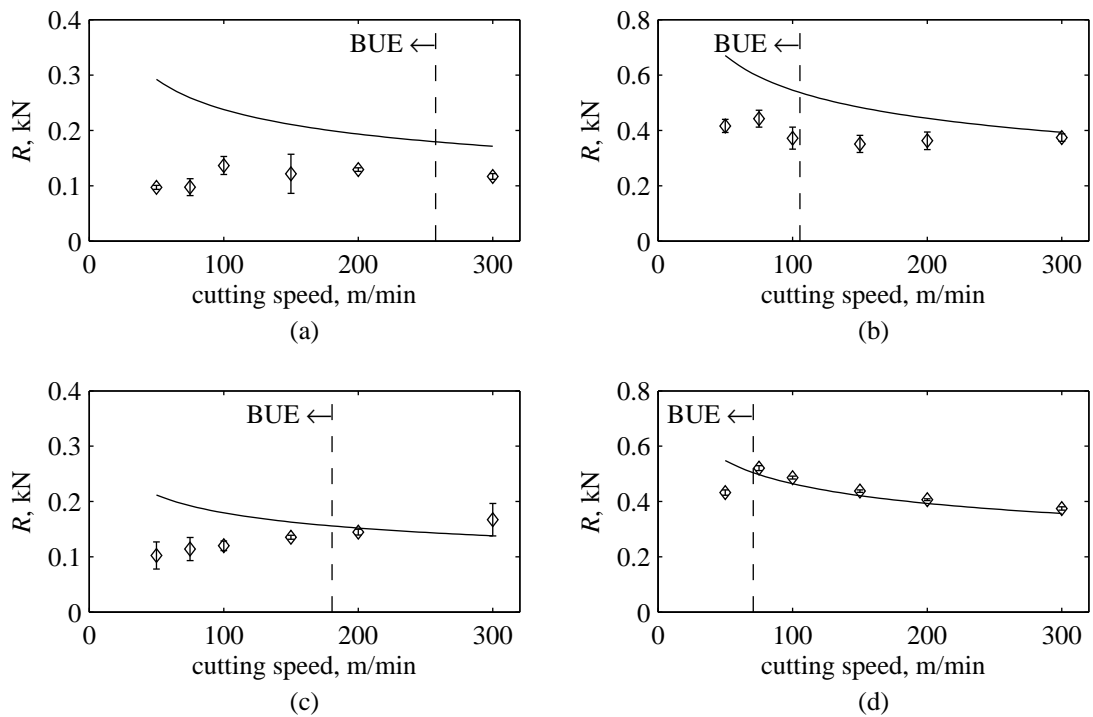 0.4
0.3
0.2
0.1
0
R, kN
BUE ←
0 100 200 300
cutting speed, m/min
(a)
0.8
0.6
0.4
0.2
0
R, kN
BUE ←
0 100 200 300
cutting speed, m/min
(b)
0.4
0.3
0.2
0.1
0
R, kN
BUE ←
0 100 200 300
cutting speed, m/min
(c)
0.8
0.6
0.4
0.2
0
R, kN
BUE ←
0 100 200 300
cutting speed, m/min
(d)